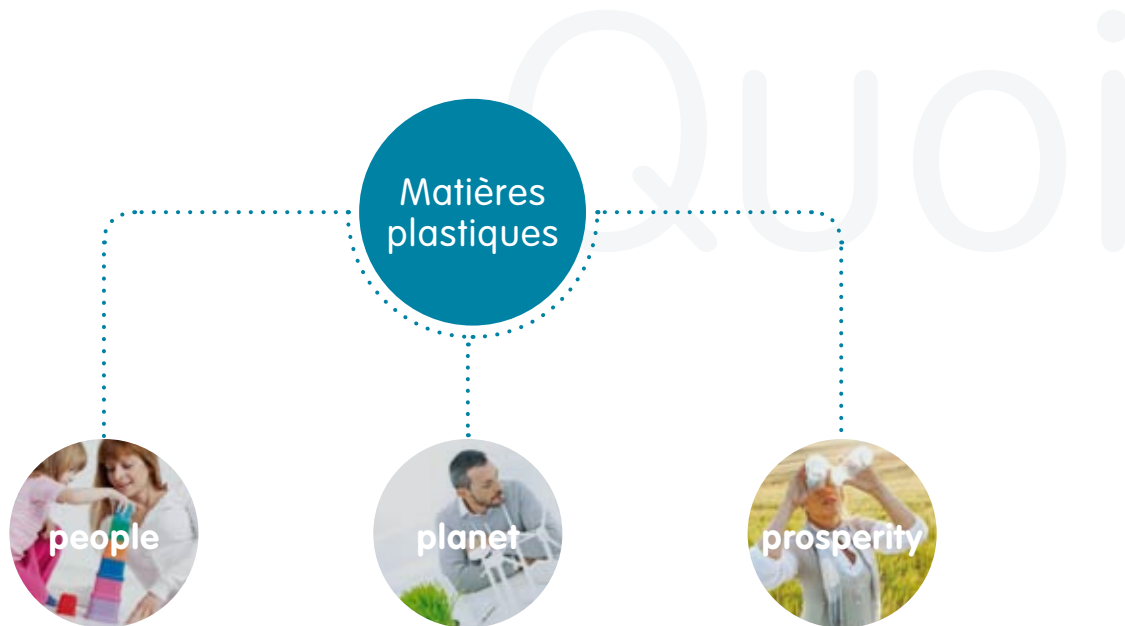 Quoi
Matières
plastiques
people
planet
prosperity